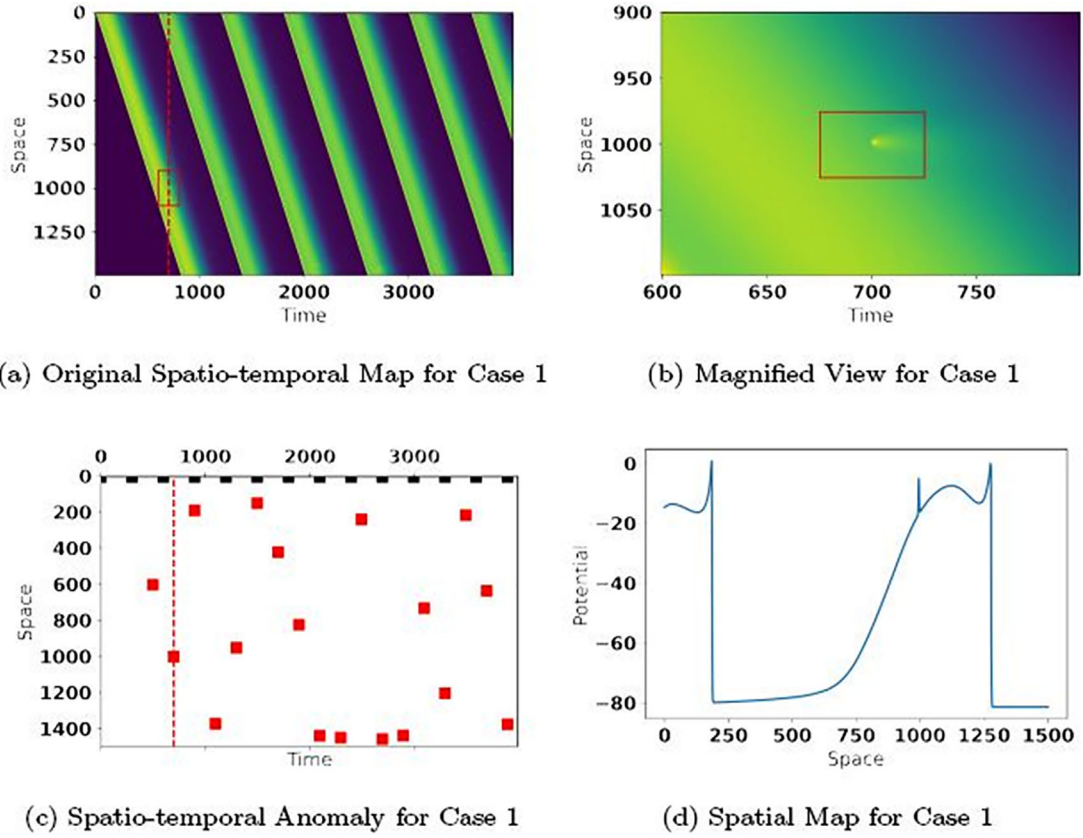 0
250
500
750
1000
1250
Space
0 1000 2000 3000
Time
900
950
1000
1050
Space
600 650 700 750
Time
(a) Original Spatio-temporal Map for Case 1
(b) Magnified View for Case 1
1000 2000 3000
0
0
200
400
600
800
1000
1200
1400
Space
Time
0
−20
−40
−60
−80
Potential
0 250 500 750 1000 1250 1500
Space
(c) Spatio-temporal Anomaly for Case 1
(d) Spatial Map for Case 1